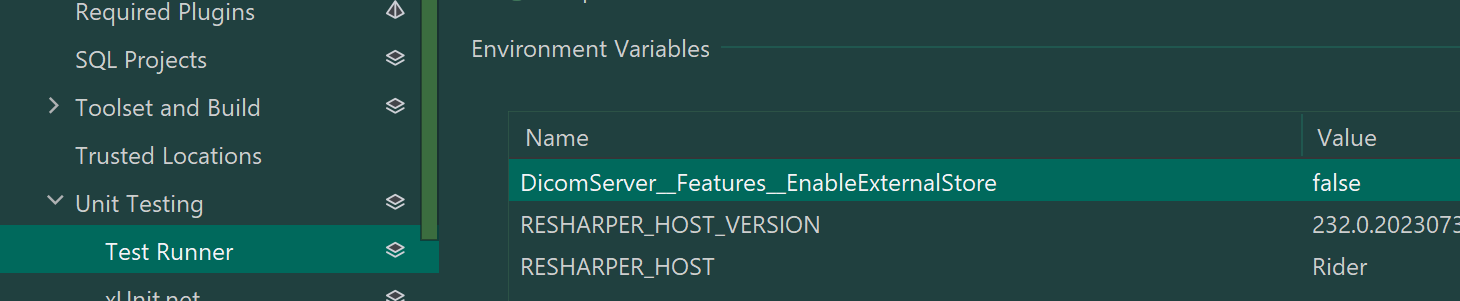 Required Plugins
SQL Projects
Toolset and Build
Trusted Locations
Unit Testing
Test Runner
xUnit.net
Environment Variables
Name Value
DicomServer__Features__EnableExternalStore false
RESHARPER_HOST_VERSION 232.0.2023073
RESHARPER_HOST Rider